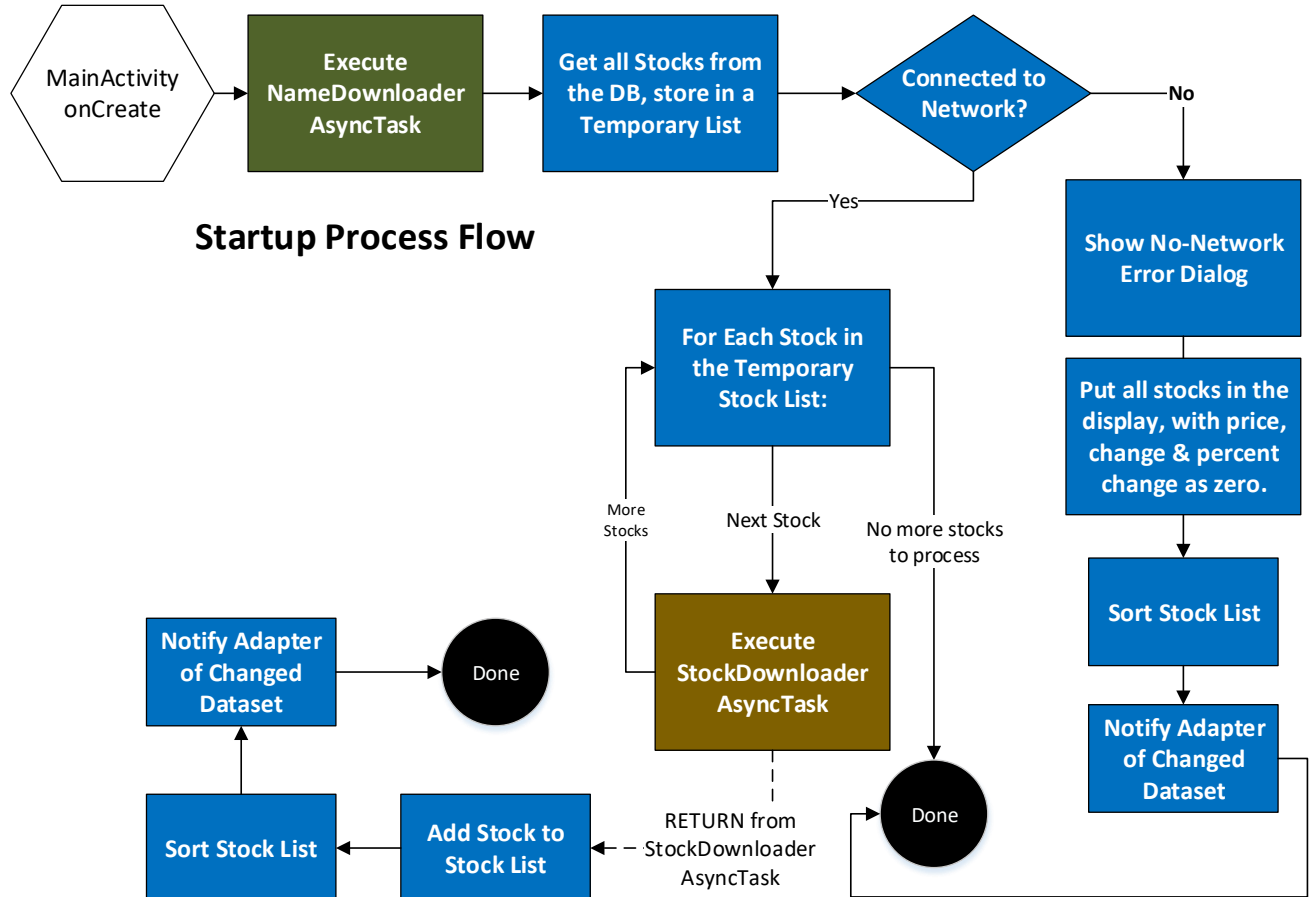 MainActivity
onCreate
Execute
NameDownloader
AsyncTask
Get all Stocks from
the DB, store in a
Temporary List
Connected to
Network?
No
Yes
Startup Process Flow
Show No-Network
Error Dialog
For Each Stock in
the Temporary
Stock List:
Put all stocks in the
display, with price,
change & percent
change as zero.
More
Stocks
Next Stock
No more stocks
to process
Sort Stock List
Notify Adapter
of Changed
Dataset
Done
Execute
StockDownloader
AsyncTask
Notify Adapter
of Changed
Dataset
Done
Sort Stock List
Add Stock to
Stock List
RETURN from
StockDownloader
AsyncTask